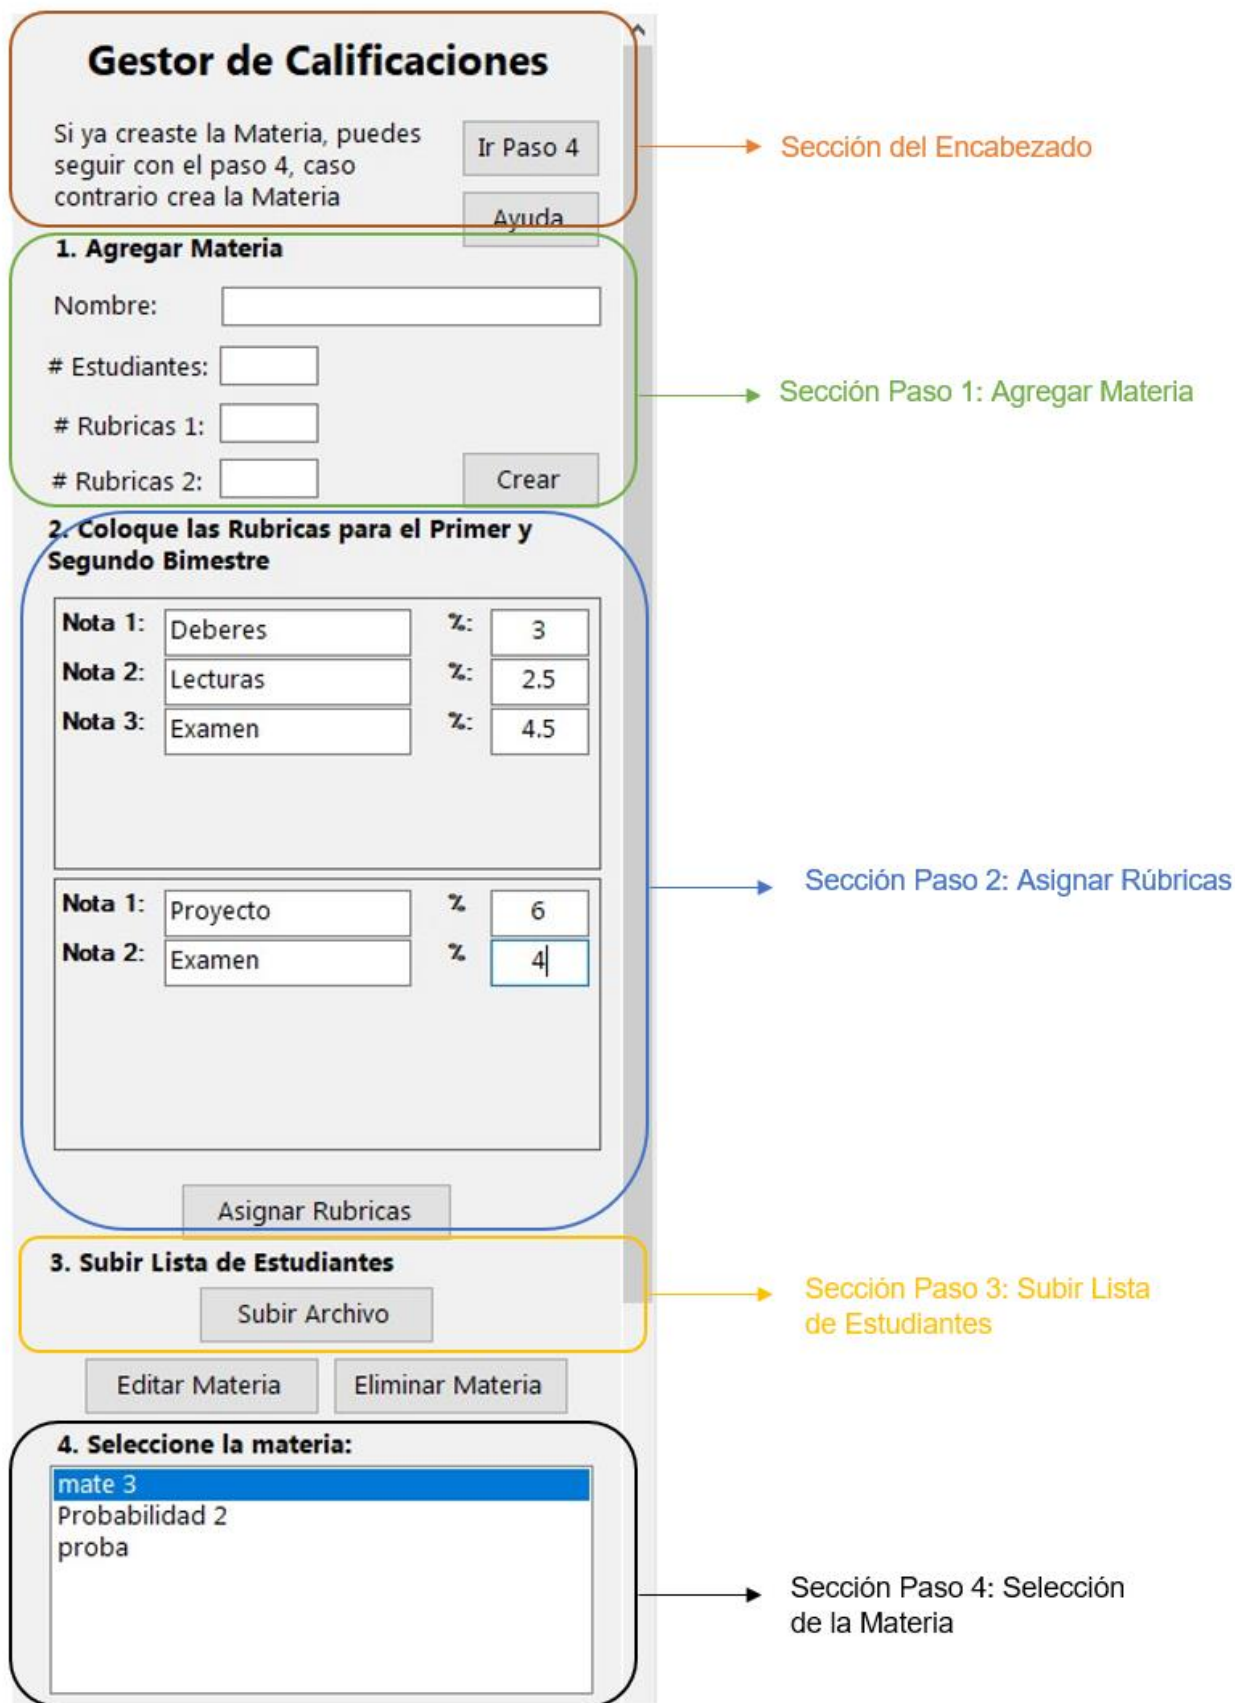 Gestor de Calificaciones
Si ya creaste la Materia, puedes
seguir con el paso 4, caso
contrario crea la Materia
Ir Paso 4
Ayuda
Sección del Encabezado
1. Agregar Materia
Nombre:
# Estudiantes:
# Rubricas 1:
# Rubricas 2:
Crear
Sección Paso 1: Agregar Materia
2. Coloque las Rubricas para el Primer y
Segundo Bimestre
Nota 1: Deberes %: 3
Nota 2: Lecturas %: 2.5
Nota 3: Examen %: 4.5
Nota 1: Proyecto % 6
Nota 2: Examen % 4
Asignar Rubricas
Sección Paso 2: Asignar Rúbricas
3. Subir Lista de Estudiantes
Subir Archivo
Sección Paso 3: Subir Lista
de Estudiantes
Editar Materia Eliminar Materia
4. Seleccione la materia:
mate 3
Probabilidad 2
proba
Sección Paso 4: Selección
de la Materia